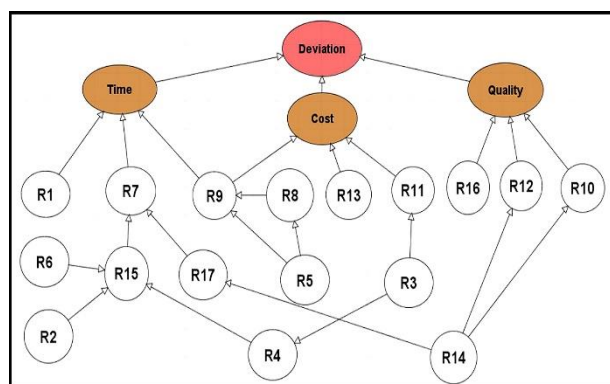 Deviation
Time
Quality
Cost
R1
R7
R9
R8
R13
R11
R16
R12
R10
R6
R15
R17
R5
R3
R2
R4
R14